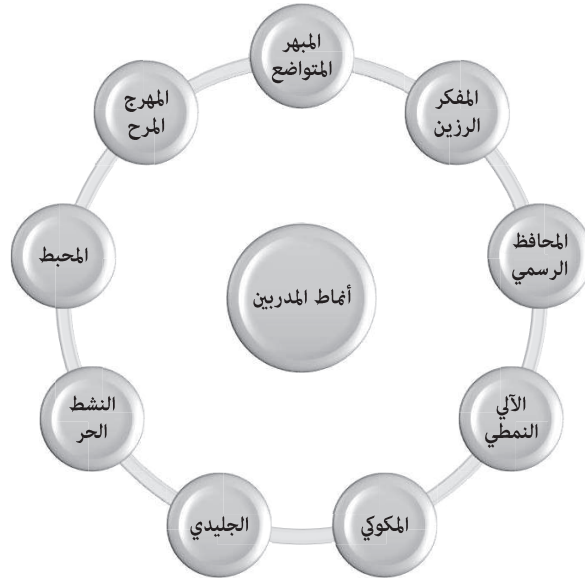 المبهر
المتواضع
المفكر
الرزين
المحافظ
الرسمي
الآلي
النمطي
المكوكي
الجليدي
النشط
الحر
المحبط
المهرج
المرح
أنماط المدربين